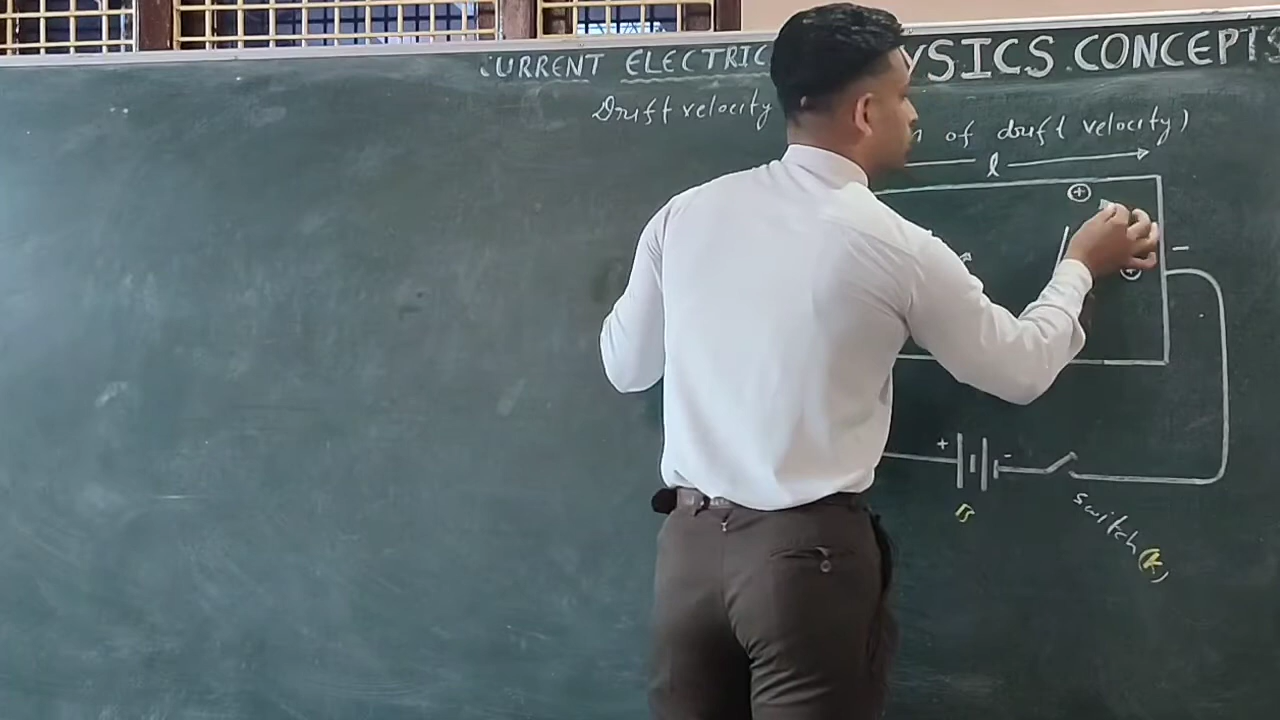 CURRENT ELECTRIC YSICS CONCEPTS
Drift velocity of drift velocity)
l
+
-
+
+ -
B
switch (K)